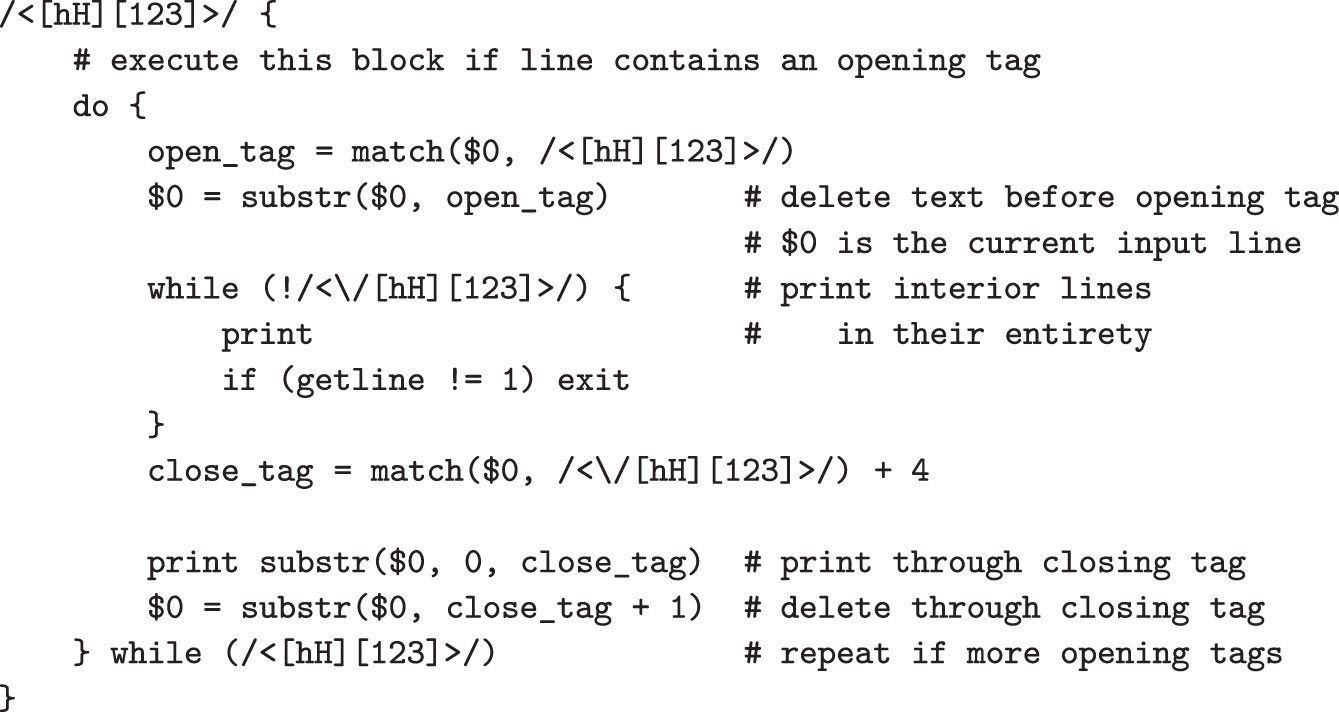 /<[hH][123]>/ {
    # execute this block if line contains an opening tag
    do {
        open_tag = match($0, /<[hH][123]>/)
        $0 = substr($0, open_tag)       # delete text before opening tag
                                        # $0 is the current input line
        while (!/<\/[hH][123]>/) {      # print interior lines
            print                       #    in their entirety
            if (getline != 1) exit
        }
        close_tag = match($0, /<\/[hH][123]>/) + 4

        print substr($0, 0, close_tag)  # print through closing tag
        $0 = substr($0, close_tag + 1)  # delete through closing tag
    } while (/<[hH][123]>/)             # repeat if more opening tags
}